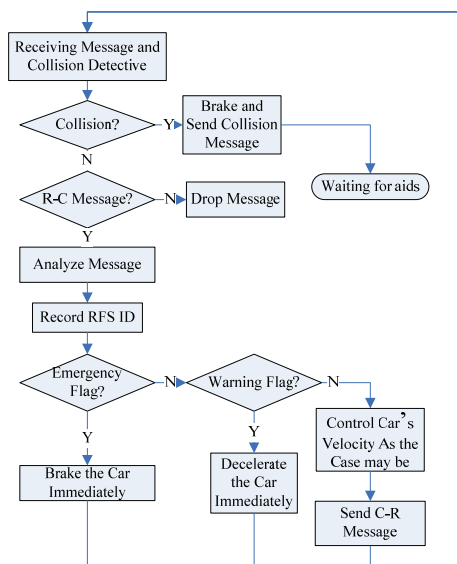 Receiving Message and
Collision Detective
Collision?
Y
Brake and
Send Collision
Message
N
Waiting for aids
R-C Message?
N
Drop Message
Y
Analyze Message
Record RFS ID
Emergency
Flag?
N
Warning Flag?
N
Y
Y
Control Car’s
Velocity As the
Case may be
Brake the Car
Immediately
Decelerate
the Car
Immediately
Send C-R
Message